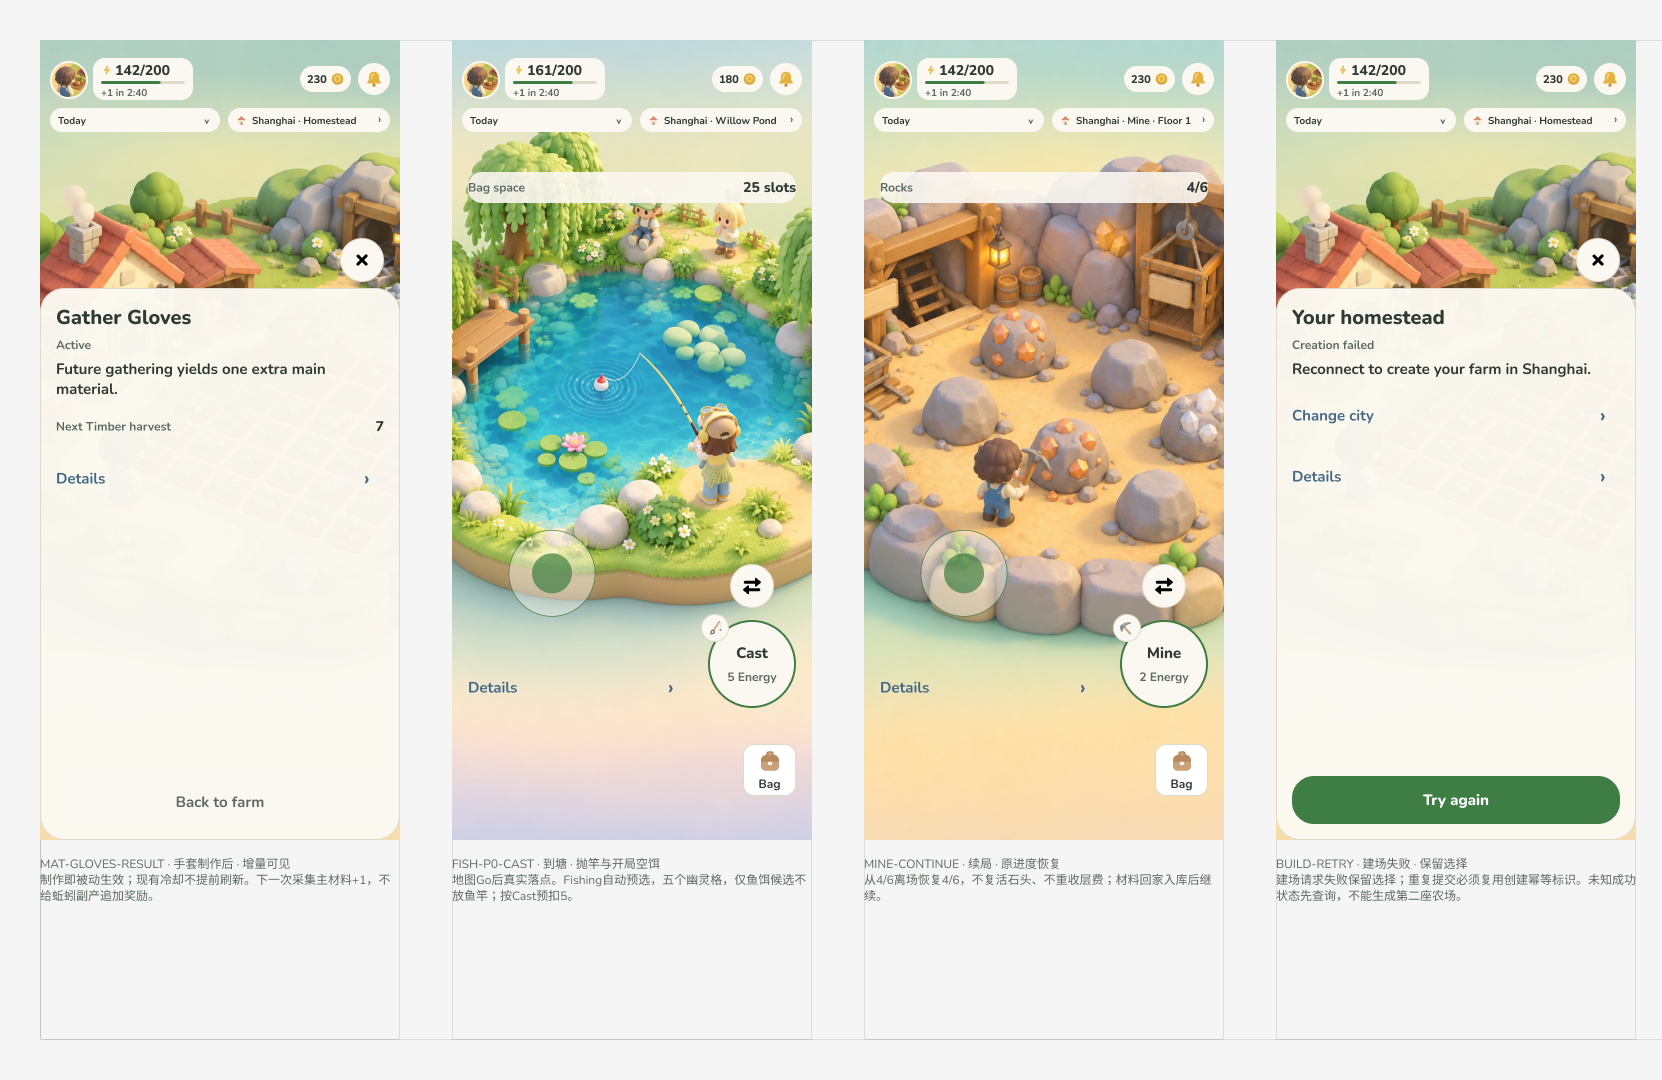 142/200
+1 in 2:40
230
Today
Shanghai · Homestead
Gather Gloves
Active
Future gathering yields one extra main
material.
Next Timber harvest
7
Details
Back to farm
MAT-GLOVES-RESULT · 手套制作后 · 增量可见
制作即被动生效；现有冷却不提前刷新。下一次采集主材料+1，不
给蚯蚓副产追加奖励。
161/200
+1 in 2:40
180
Today
Shanghai · Willow Pond
Bag space
25 slots
Cast
5 Energy
Details
Bag
FISH-P0-CAST · 到塘 · 抛竿与开局空饵
地图Go后真实落点。Fishing自动预选，五个幽灵格，仅鱼饵候选不
放鱼竿；按Cast预扣5。
142/200
+1 in 2:40
230
Today
Shanghai · Mine · Floor 1
Rocks
4/6
Mine
2 Energy
Details
Bag
MINE-CONTINUE · 续局 · 原进度恢复
从4/6离场恢复4/6，不复活石头、不重收层费；材料回家入库后继
续。
142/200
+1 in 2:40
230
Today
Shanghai · Homestead
Your homestead
Creation failed
Reconnect to create your farm in Shanghai.
Change city
Details
Try again
BUILD-RETRY · 建场失败 · 保留选择
建场请求失败保留选择；重复提交必须复用创建幂等标识。未知成功
状态先查询，不能生成第二座农场。